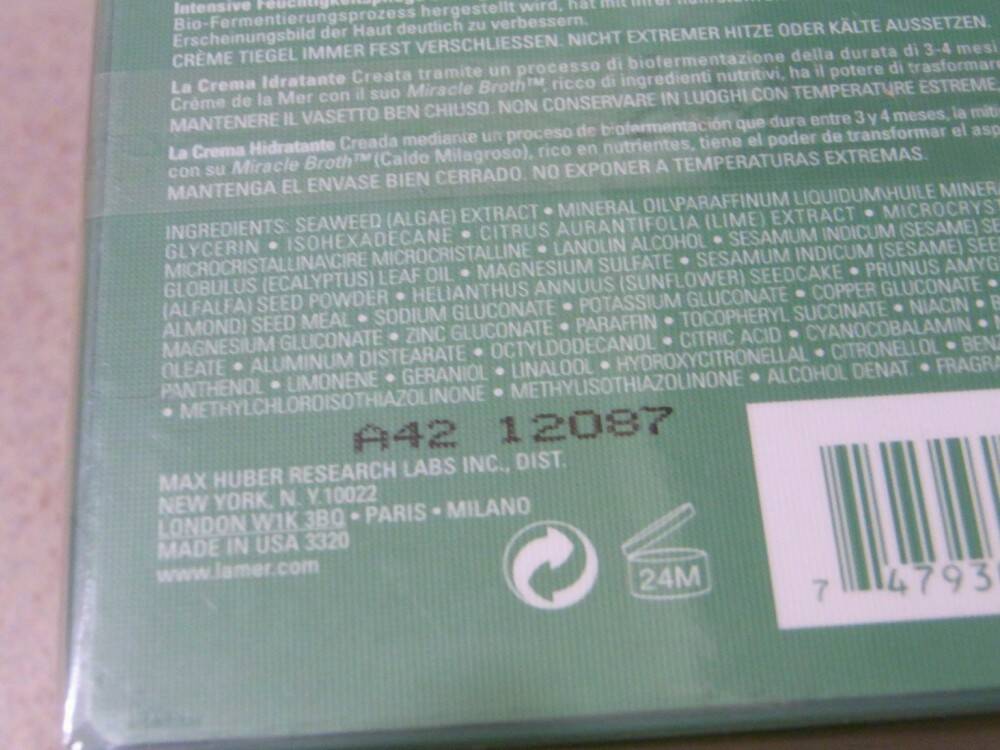 Intensive Feuchtigkeitspflege
Bio-Fermentierungsprozess hergestellt wird, hat mit ihrer
Erscheinungsbild der Haut deutlich zu verbessern.
CRÈME TIEGEL IMMER FEST VERSCHLIESSEN. NICHT EXTREMER HITZE ODER KÄLTE AUSSETZEN.
La Crema Idratante Creata tramite un processo di biofermentazione della durata di 3-4 mesi
Crème de la Mer con il suo Miracle Broth™, ricco di ingredienti nutritivi, ha il potere di trasformar
MANTENERE IL VASETTO BEN CHIUSO. NON CONSERVARE IN LUOGHI CON TEMPERATURE ESTREME
La Crema Hidratante Creada mediante un proceso de biofermentación que dura entre 3 y 4 meses, la
con su Miracle Broth™ (Caldo Milagroso), rico en nutrientes, tiene el poder de transformar el asp
MANTENGA EL ENVASE BIEN CERRADO. NO EXPONER A TEMPERATURAS EXTREMAS.
INGREDIENTS: SEAWEED (ALGAE) EXTRACT • MINERAL OIL\PARAFFINUM LIQUIDUM\HUILE MINER
GLYCERIN • ISOHEXADECANE • CITRUS AURANTIFOLIA (LIME) EXTRACT • MICROCRYS
MICROCRISTALLINA\CIRE MICROCRISTALLINE • LANOLIN ALCOHOL • SESAMUM INDICUM (SESAME) SE
GLOBULUS (ECALYPTUS) LEAF OIL • MAGNESIUM SULFATE • SESAMUM INDICUM (SESAME) SEE
(ALFALFA) SEED POWDER • HELIANTHUS ANNUUS (SUNFLOWER) SEEDCAKE • PRUNUS AMYG
ALMOND) SEED MEAL • SODIUM GLUCONATE • POTASSIUM GLUCONATE • COPPER GLUCONATE •
MAGNESIUM GLUCONATE • ZINC GLUCONATE • PARAFFIN • TOCOPHERYL SUCCINATE • NIACIN •
OLEATE • ALUMINUM DISTEARATE • OCTYLDODECANOL • CITRIC ACID • CYANOCOBALAMIN •
PANTHENOL • LIMONENE • GERANIOL • LINALOOL • HYDROXYCITRONELLAL • CITRONELLOL • BENZ
• METHYLCHLOROISOTHIAZOLINONE • METHYLISOTHIAZOLINONE • ALCOHOL DENAT • FRAGRA
A42 12087
MAX HUBER RESEARCH LABS INC., DIST.
NEW YORK, N. Y.10022
LONDON W1K 3BQ • PARIS • MILANO
MADE IN USA 3320
www.lamer.com
24M
7 47930